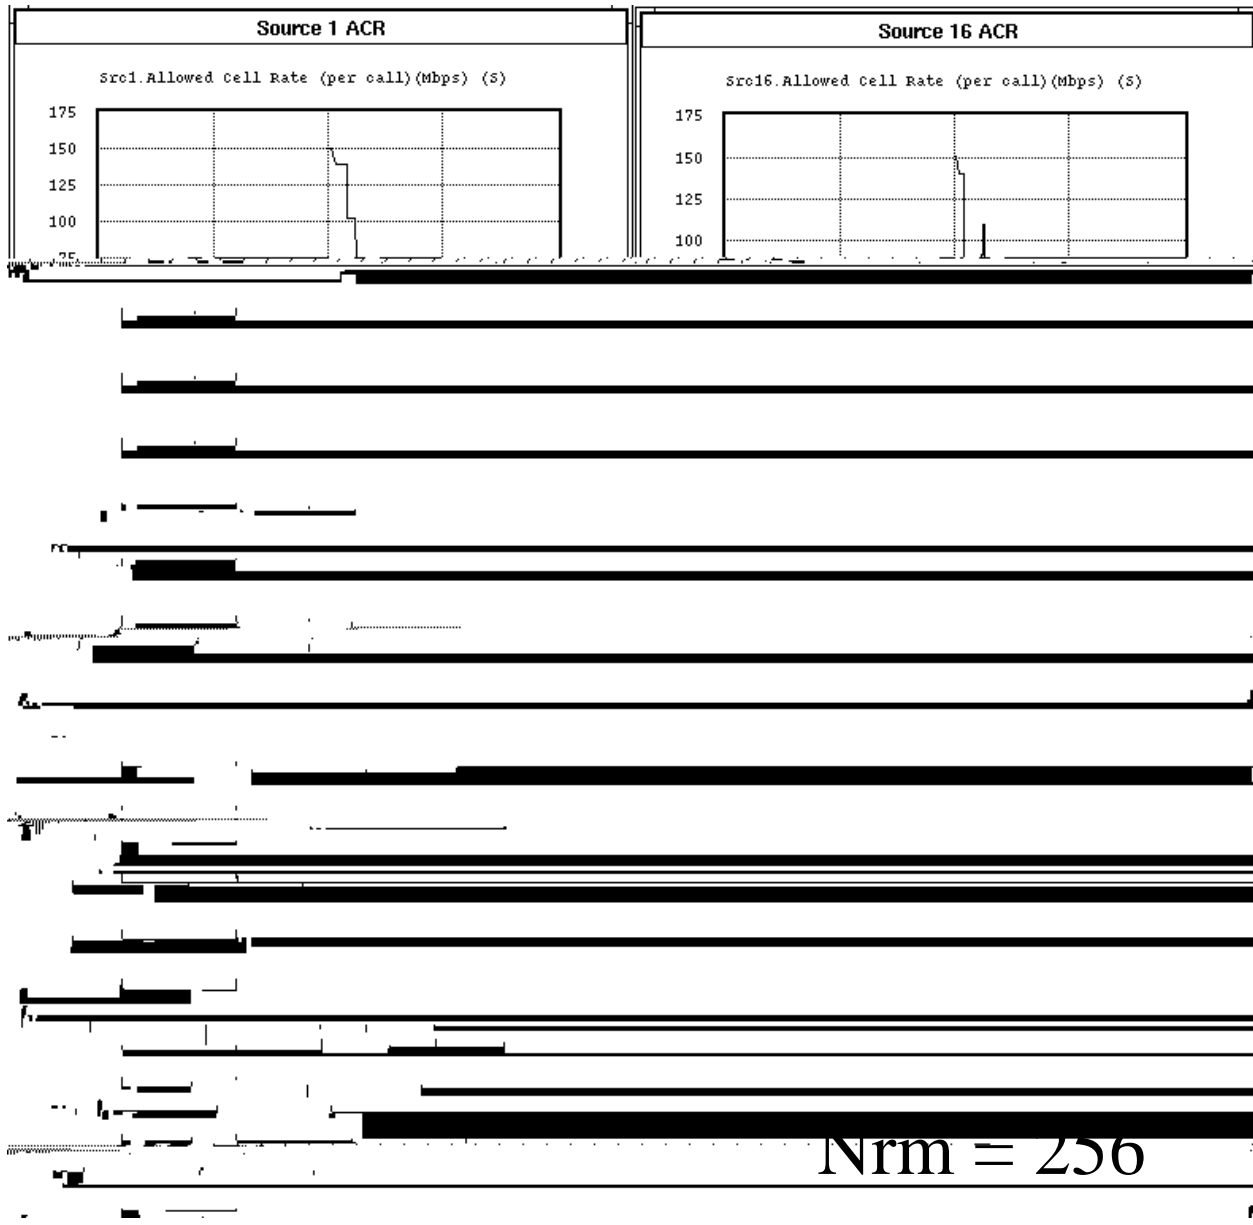 Source 1 ACR
Src1.Allowed Cell Rate (per call)(Mbps) (S)
175
150
125
100
75
Source 16 ACR
Src16.Allowed Cell Rate (per call)(Mbps) (S)
175
150
125
100
Nrm = 256